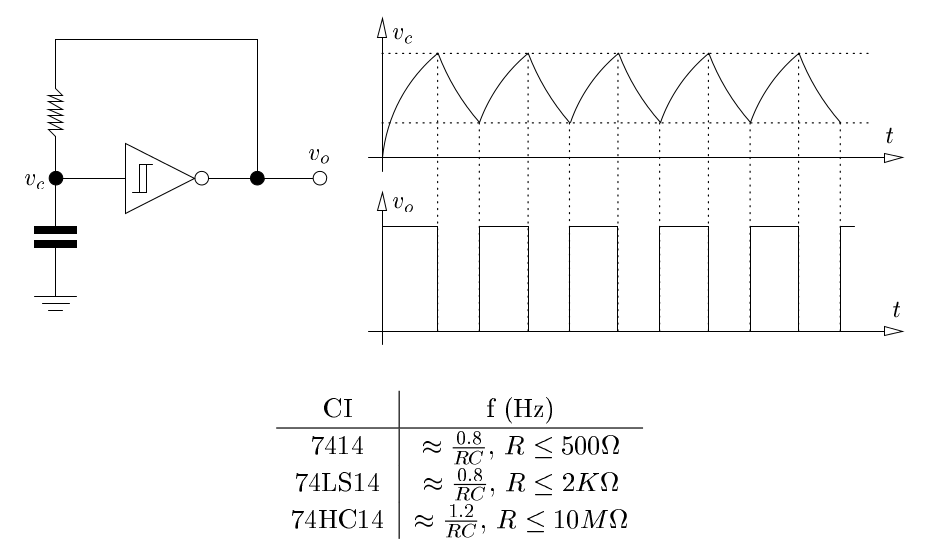 v_c
v_o
v_c
t
v_o
t
CI f (Hz)
7414 ≈ 0.8/RC, R ≤ 500Ω
74LS14 ≈ 0.8/RC, R ≤ 2KΩ
74HC14 ≈ 1.2/RC, R ≤ 10MΩ